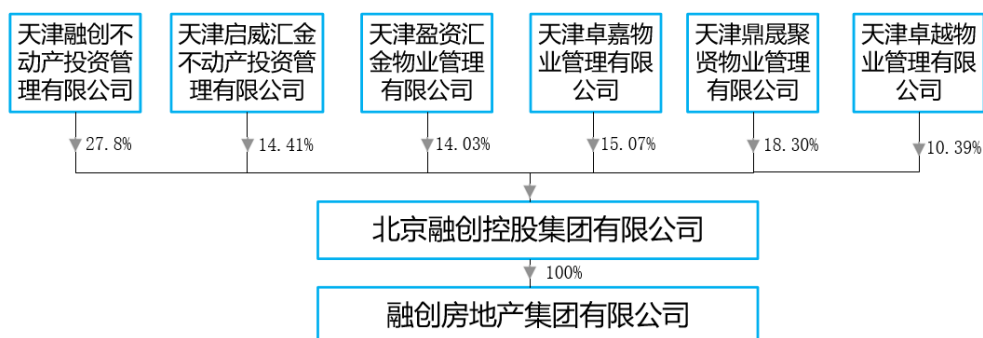 天津融创不
动产投资管
理有限公司
天津启威汇金
不动产投资管
理有限公司
天津盈资汇
金物业管理
有限公司
天津卓嘉物
业管理有限
公司
天津鼎晟聚
贤物业管理
有限公司
天津卓越物
业管理有限
公司
27.8%
14.41%
14.03%
15.07%
18.30%
10.39%
北京融创控股集团有限公司
100%
融创房地产集团有限公司